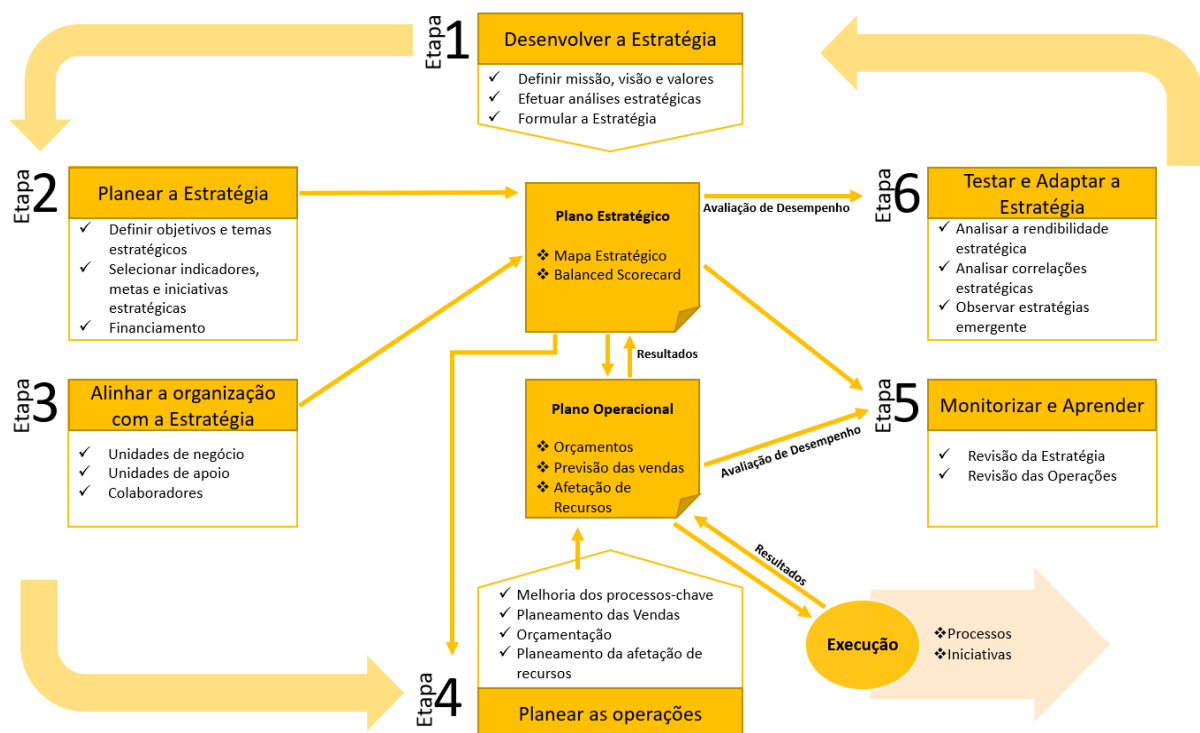 Etapa 1
Desenvolver a Estratégia
✓ Definir missão, visão e valores
✓ Efetuar análises estratégicas
✓ Formular a Estratégia
Etapa 2
Planear a Estratégia
✓ Definir objetivos e temas
estratégicos
✓ Selecionar indicadores,
metas e iniciativas
estratégicas
✓ Financiamento
Plano Estratégico
❖ Mapa Estratégico
❖ Balanced Scorecard
Avaliação de Desempenho
Etapa 6
Testar e Adaptar a
Estratégia
✓ Analisar a rendibilidade
estratégica
✓ Analisar correlações
estratégicas
✓ Observar estratégias
emergente
Resultados
Etapa 3
Alinhar a organização
com a Estratégia
✓ Unidades de negócio
✓ Unidades de apoio
✓ Colaboradores
Plano Operacional
❖ Orçamentos
❖ Previsão das vendas
❖ Afetação de
Recursos
Avaliação de Desempenho
Etapa 5
Monitorizar e Aprender
✓ Revisão da Estratégia
✓ Revisão das Operações
Resultados
✓ Melhoria dos processos-chave
✓ Planeamento das Vendas
✓ Orçamentação
✓ Planeamento da afetação de
recursos
Etapa 4
Planear as operações
Execução
❖ Processos
❖ Iniciativas